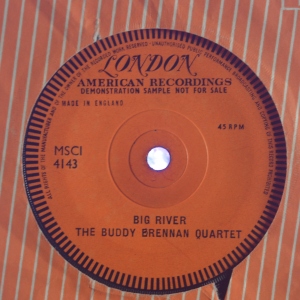 LONDON
AMERICAN RECORDINGS
DEMONSTRATION SAMPLE NOT FOR SALE
MADE IN ENGLAND
45 RPM
MSCI
4143
BIG RIVER
THE BUDDY BRENNAN QUARTET